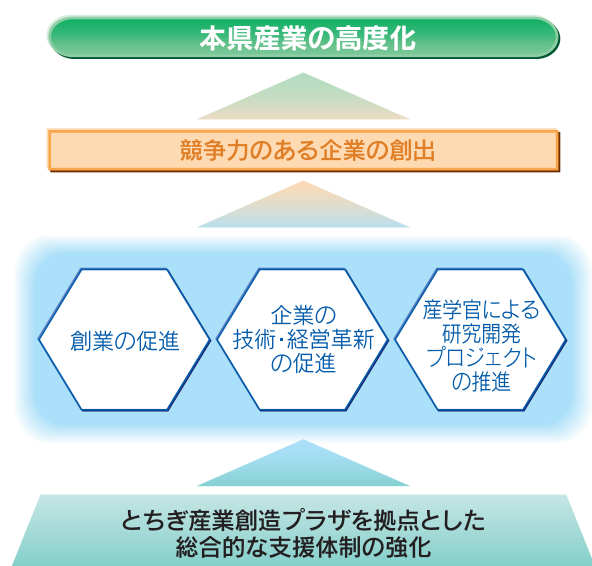 本県産業の高度化
競争力のある企業の創出
創業の促進
企業の
技術・経営革新
の促進
産学官による
研究開発
プロジェクト
の推進
とちぎ産業創造プラザを拠点とした
総合的な支援体制の強化